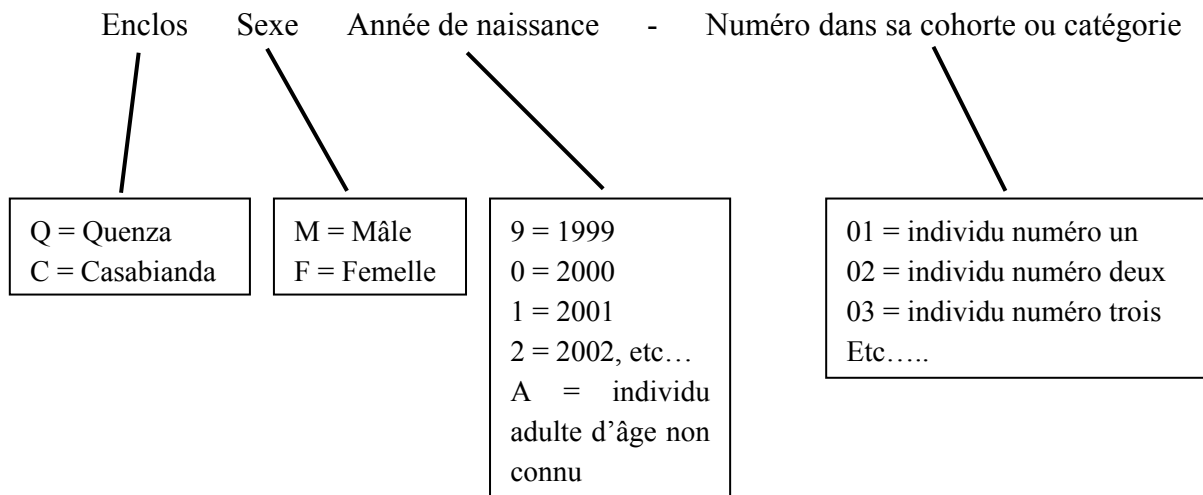 Enclos Sexe Année de naissance - Numéro dans sa cohorte ou catégorie
Q = Quenza
C = Casabianda
M = Mâle
F = Femelle
9 = 1999
0 = 2000
1 = 2001
2 = 2002, etc…
A = individu
adulte d’âge non
connu
01 = individu numéro un
02 = individu numéro deux
03 = individu numéro trois
Etc…..